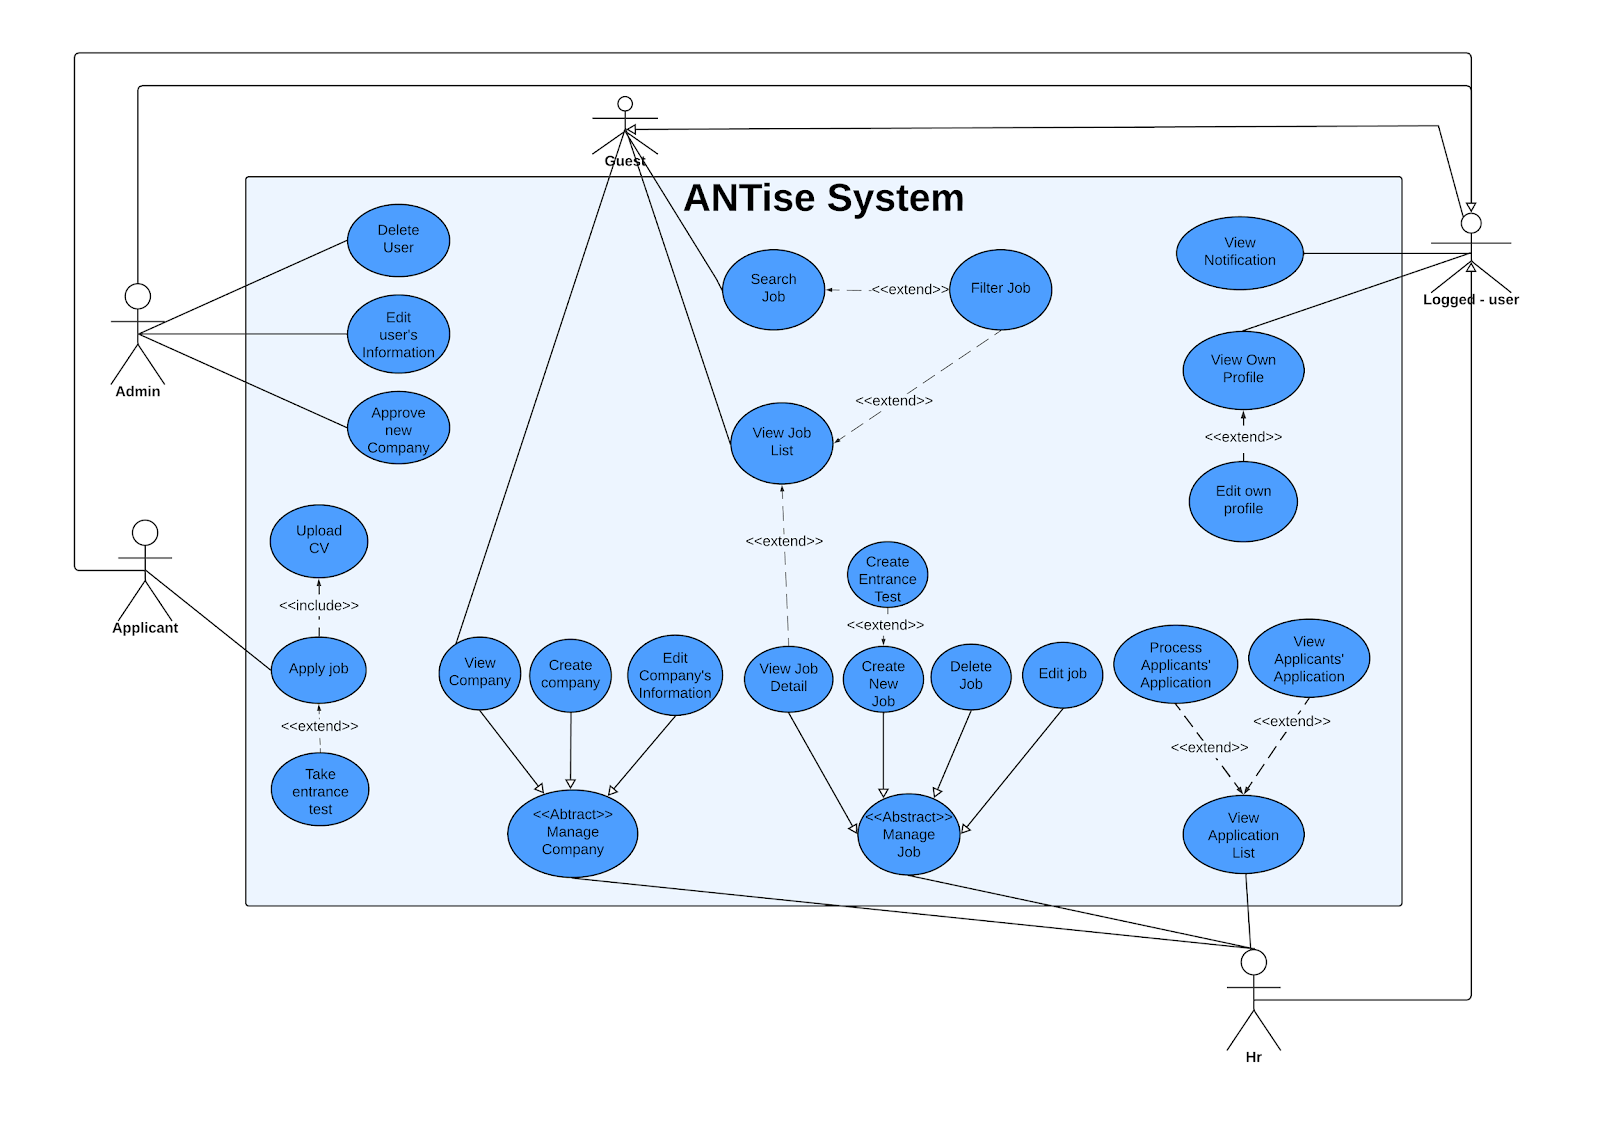 Guest
ANTise System
Delete
User
Search
Job
<<extend>>
Filter Job
View
Notification
Logged - user
Edit
user's
Information
Admin
View Own
Profile
Approve
new
Company
<<extend>>
View Job
List
<<extend>>
Edit own
profile
Upload
CV
<<extend>>
Create
Entrance
Test
<<include>>
Applicant
<<extend>>
Apply job
View
Company
Create
company
Edit
Company's
Information
View Job
Detail
Create
New
Job
Delete
Job
Edit job
Process
Applicants'
Application
View
Applicants'
Application
<<extend>>
<<extend>>
<<extend>>
Take
entrance
test
<<Abtract>>
Manage
Company
<<Abstract>>
Manage
Job
View
Application
List
Hr